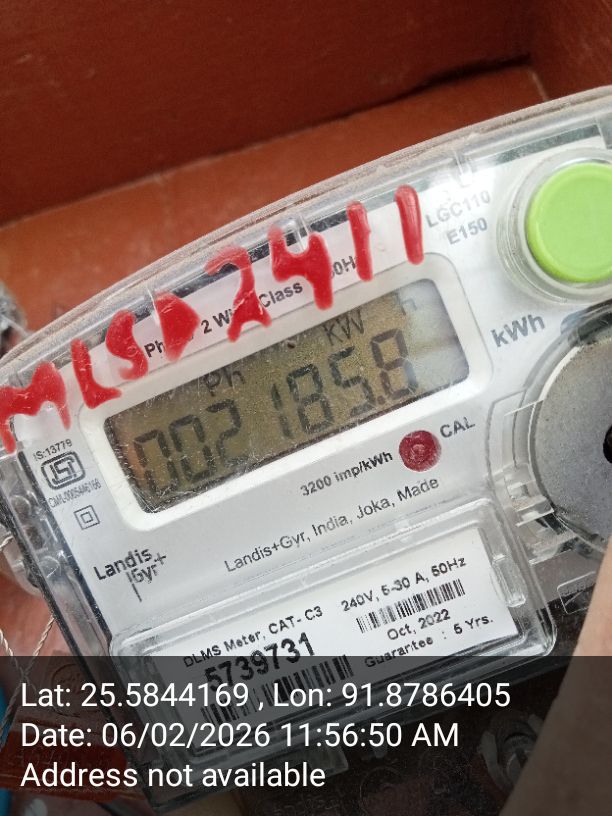 MLSD2411
LGC110
E150
2 Wi
Class
kW h
Ph
002185.8
kWh
IS:13779
ISI
3200 imp/kWh
CAL
Landis+Gyr, India, Joka, Made
Landis
Gyr+
DLMS Meter, CAT- C3
240V, 5-30 A, 50Hz
5739731
Oct, 2022
Guarantee : 5 Yrs.
Lat: 25.5844169 , Lon: 91.8786405
Date: 06/02/2026 11:56:50 AM
Address not available